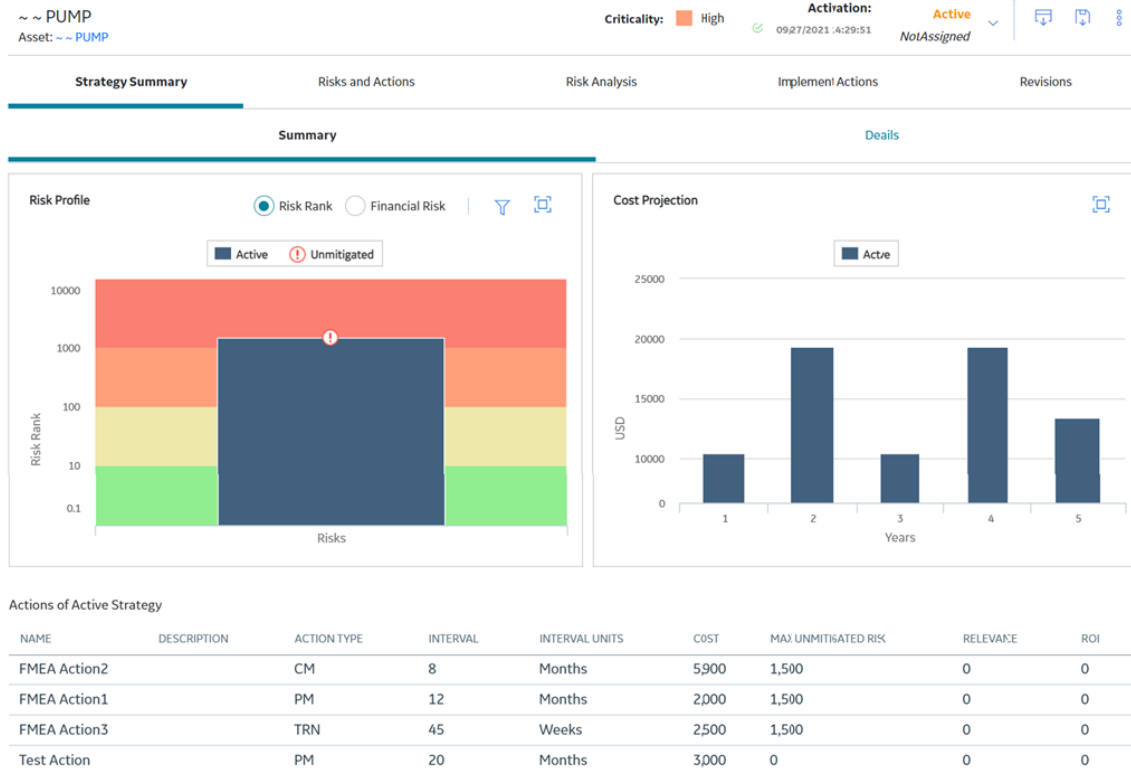 ~ ~ PUMP
Asset: ~ ~ PUMP
Criticality: High
Activation:
09/27/2021 :4:29:51
Active
NotAssigned
Strategy Summary Risks and Actions Risk Analysis Implement Actions Revisions
Summary Deails
Risk Profile
Risk Rank Financial Risk
Active Unmitigated
10000
1000
100
10
0.1
Risk Rank
Risks
Cost Projection
Active
25000
20000
15000
10000
0
USD
1 2 3 4 5
Years
Actions of Active Strategy
NAME DESCRIPTION ACTION TYPE INTERVAL INTERVAL UNITS COST MAX UNMITIGATED RISK RELEVANCE ROI
FMEA Action2 CM 8 Months 5,900 1,500 0 0
FMEA Action1 PM 12 Months 2,000 1,500 0 0
FMEA Action3 TRN 45 Weeks 2,500 1,500 0 0
Test Action PM 20 Months 3,000 0 0 0